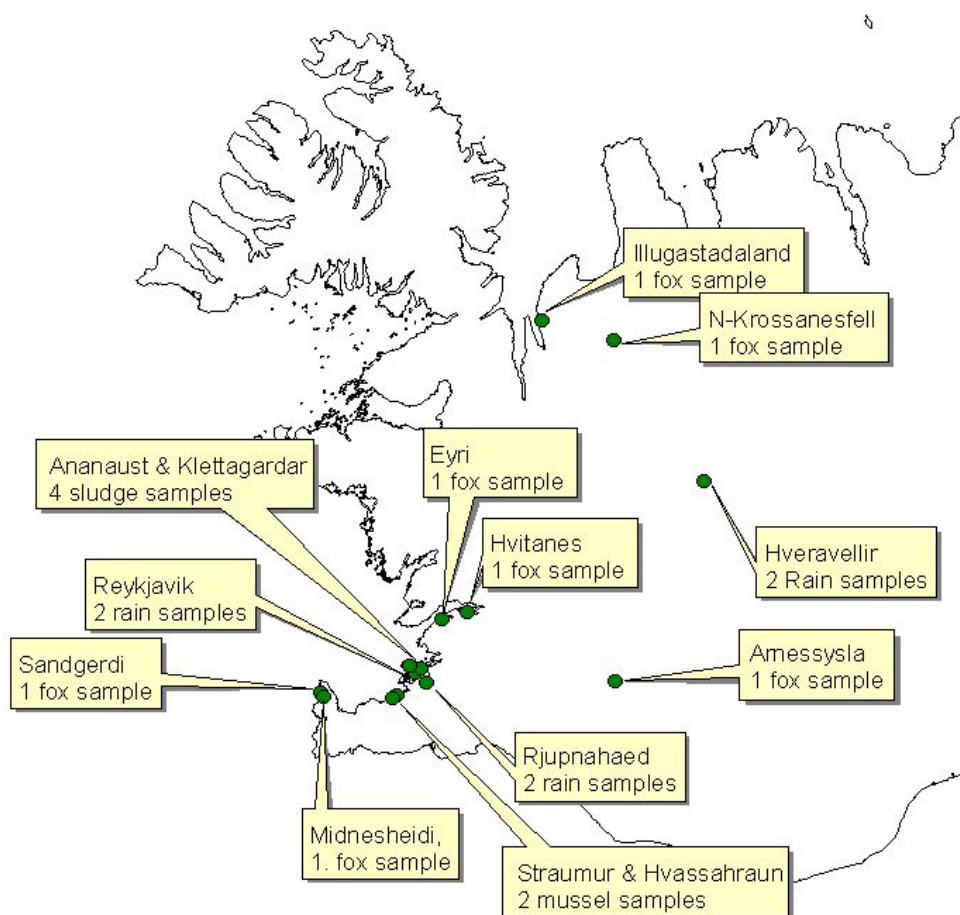 Illugastadaland
1 fox sample
N-Krossanesfell
1 fox sample
Ananaust & Klettagardar
4 sludge samples
Eyri
1 fox sample
Hvitanes
1 fox sample
Hveravellir
2 Rain samples
Reykjavik
2 rain samples
Sandgerdi
1 fox sample
Arnessysla
1 fox sample
Rjupnahaed
2 rain samples
Midnesheidi,
1. fox sample
Straumur & Hvassahraun
2 mussel samples